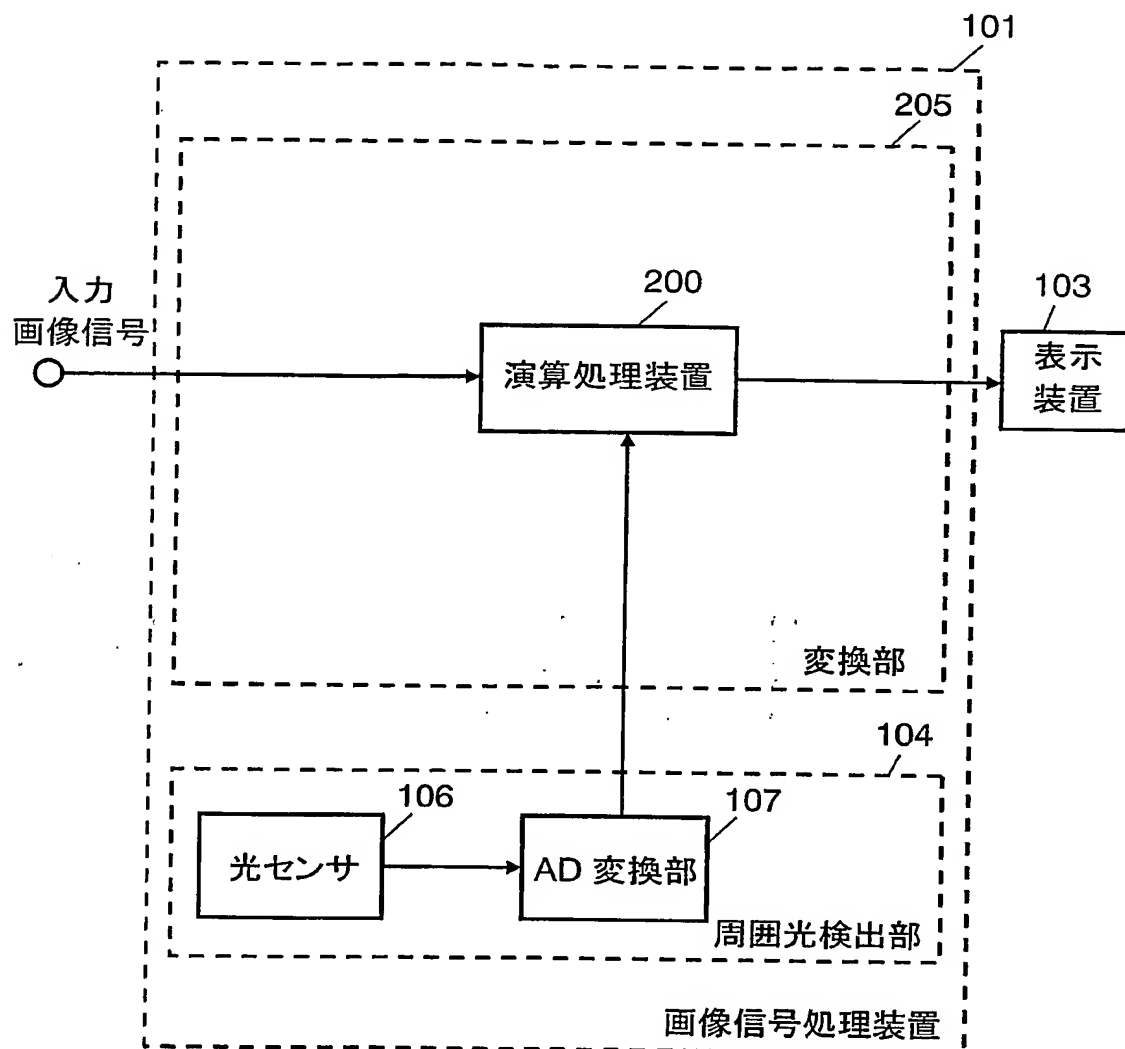 101
205
入力
画像信号
200
演算処理装置
103
表示
装置
変換部
104
106
光センサ
107
AD 変換部
周囲光検出部
画像信号処理装置